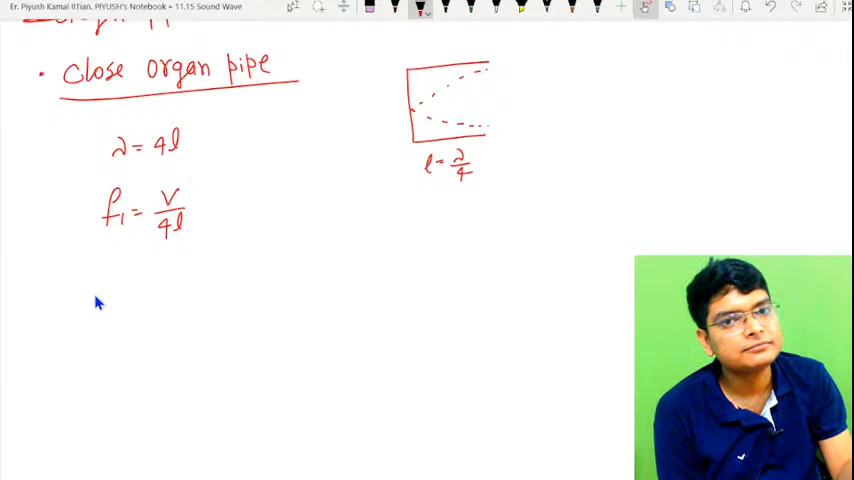 Er. Piyush Kamal IITian. PIYUSH's Notebook = 11.15 Sound Wave
• Close organ pipe
λ = 4l
l = λ/4
f₁ = V/4l